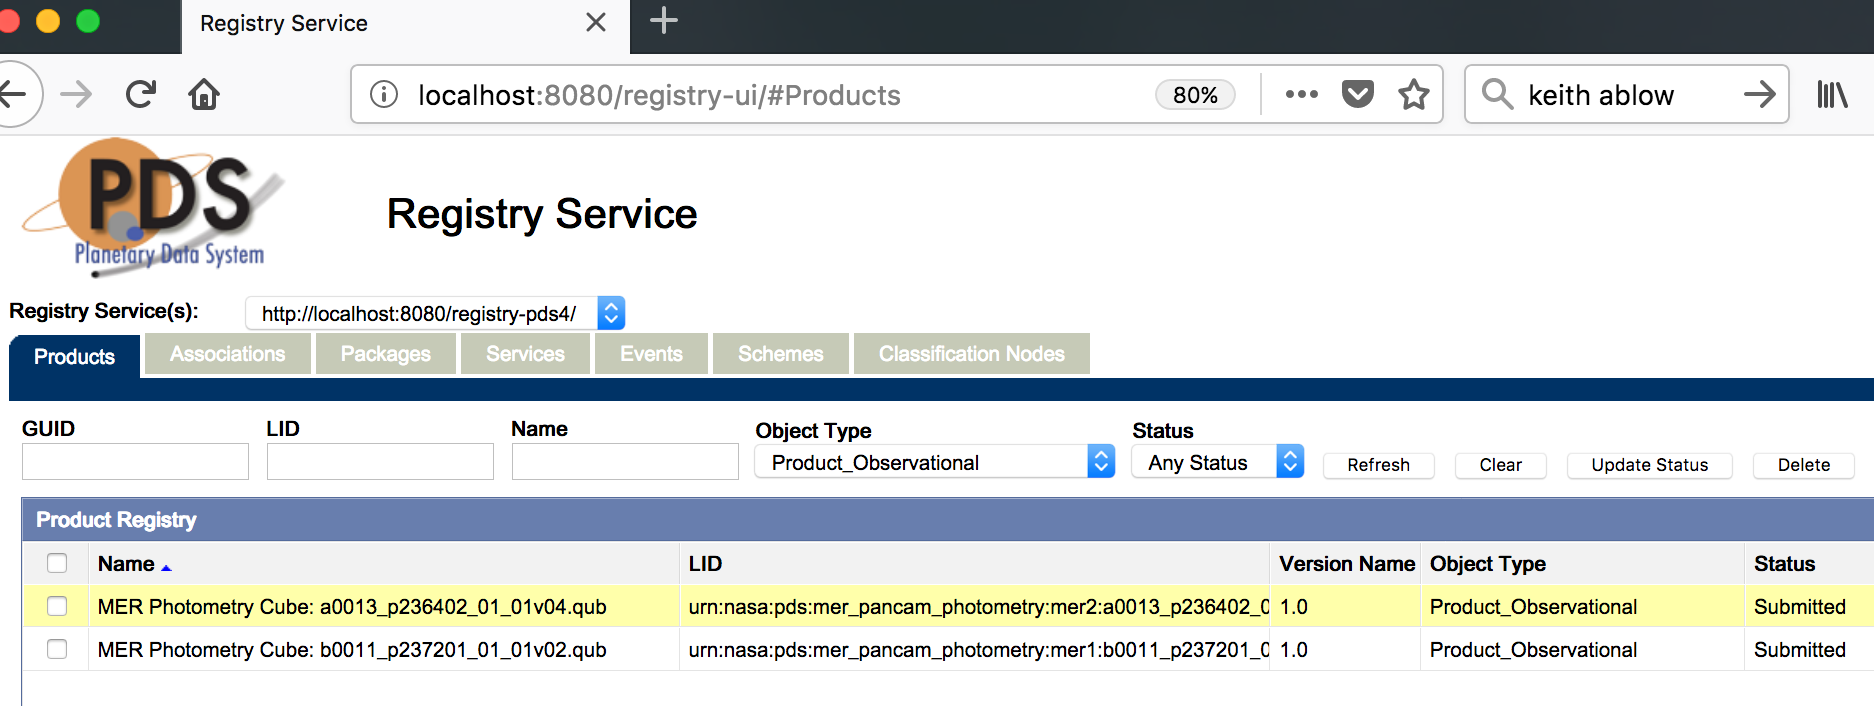 Registry Service
localhost:8080/registry-ui/#Products 80% keith ablow
PDS
Planetary Data System
Registry Service
Registry Service(s): http://localhost:8080/registry-pds4/
Products Associations Packages Services Events Schemes Classification Nodes
GUID LID Name Object Type Status
Product_Observational Any Status Refresh Clear Update Status Delete
Product Registry
Name LID Version Name Object Type Status
MER Photometry Cube: a0013_p236402_01_01v04.qub urn:nasa:pds:mer_pancam_photometry:mer2:a0013_p236402_0 1.0 Product_Observational Submitted
MER Photometry Cube: b0011_p237201_01_01v02.qub urn:nasa:pds:mer_pancam_photometry:mer1:b0011_p237201_0 1.0 Product_Observational Submitted